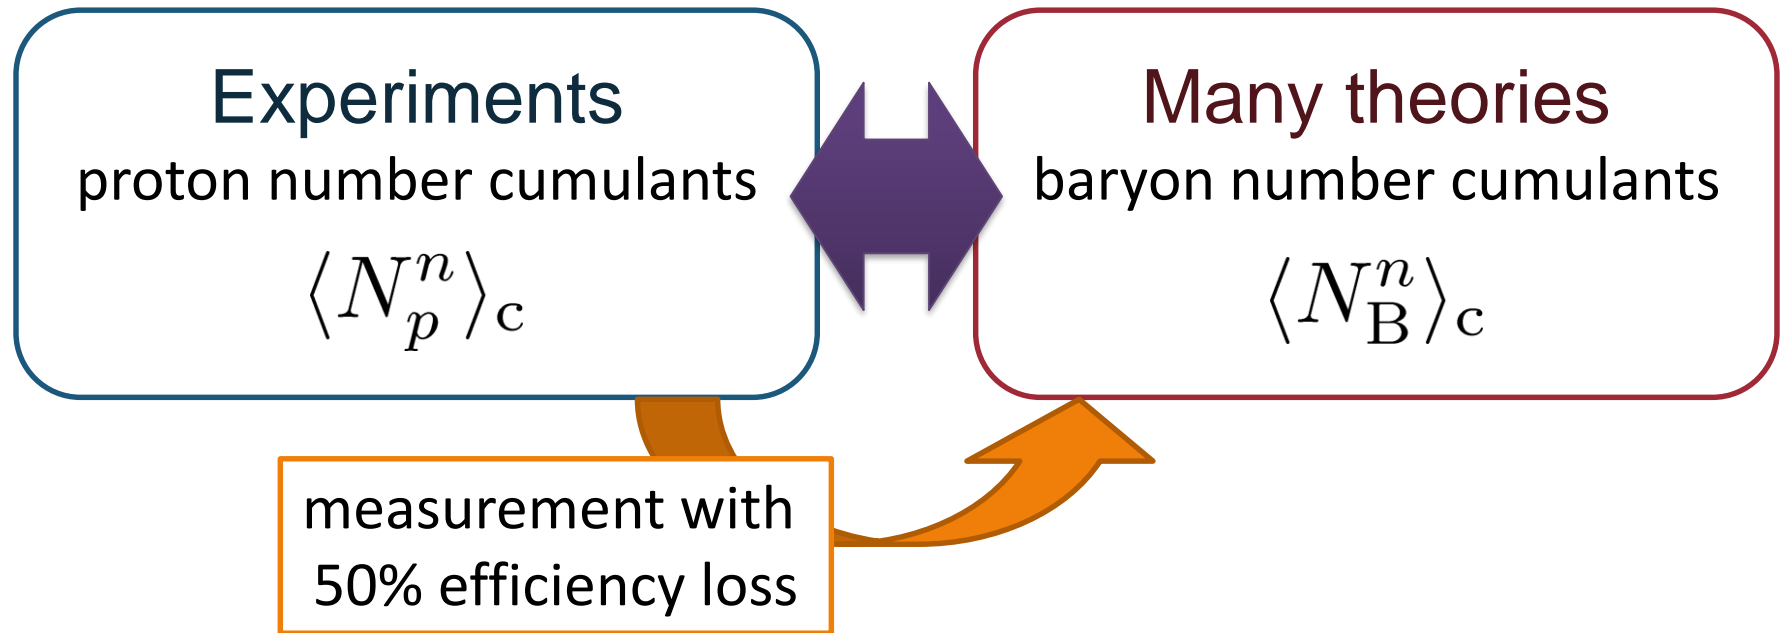 Experiments
proton number cumulants
⟨N_p^n⟩_c
Many theories
baryon number cumulants
⟨N_B^n⟩_c
measurement with
50% efficiency loss